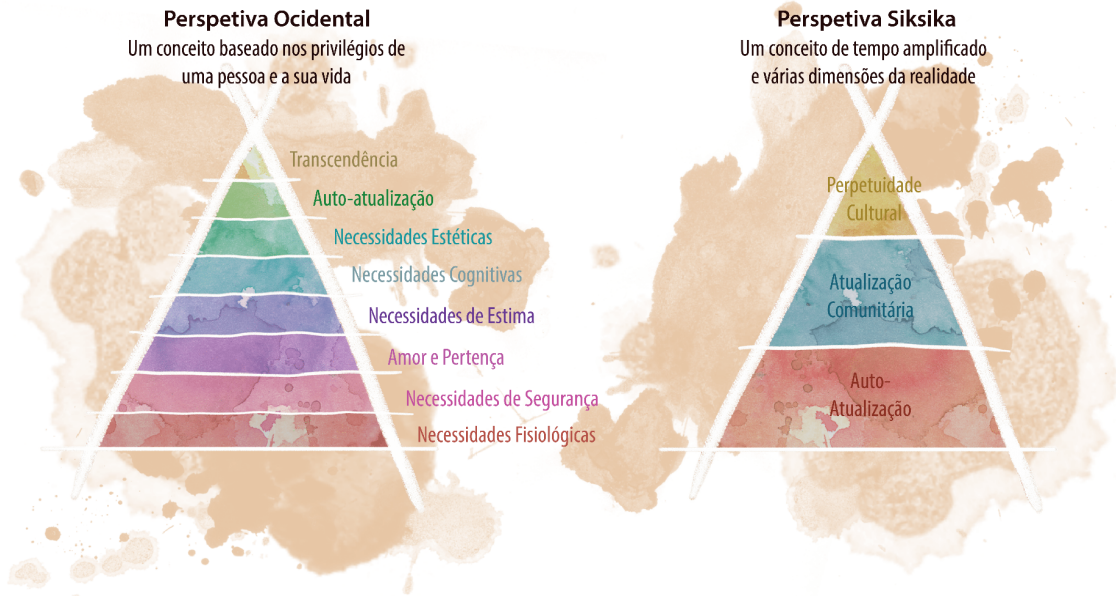 Perspetiva Ocidental
Um conceito baseado nos privilégios de
uma pessoa e a sua vida
Transcendência
Auto-atualização
Necessidades Estéticas
Necessidades Cognitivas
Necessidades de Estima
Amor e Pertença
Necessidades de Segurança
Necessidades Fisiológicas
Perspetiva Siksika
Um conceito de tempo amplificado
e várias dimensões da realidade
Perpetuidade
Cultural
Atualização
Comunitária
Auto-
Atualização